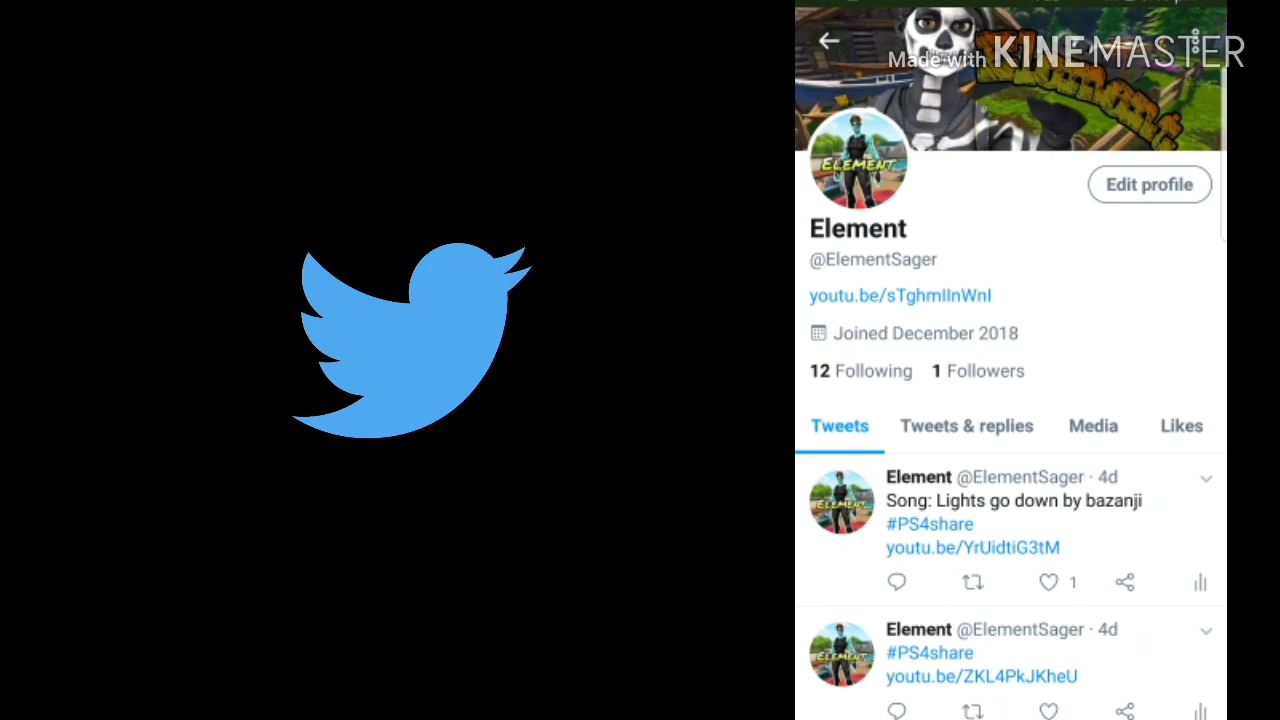 Made with KINEMASTER
Element
ELEMENT
Edit profile
Element
@ElementSager
youtu.be/sTghmIInWnI
Joined December 2018
12 Following 1 Followers
Tweets Tweets & replies Media Likes
Element @ElementSager · 4d
Song: Lights go down by bazanji
#PS4share
youtu.be/YrUidtiG3tM
1
Element @ElementSager · 4d
#PS4share
youtu.be/ZKL4PkJKheU
ELEMENT
ELEMENT